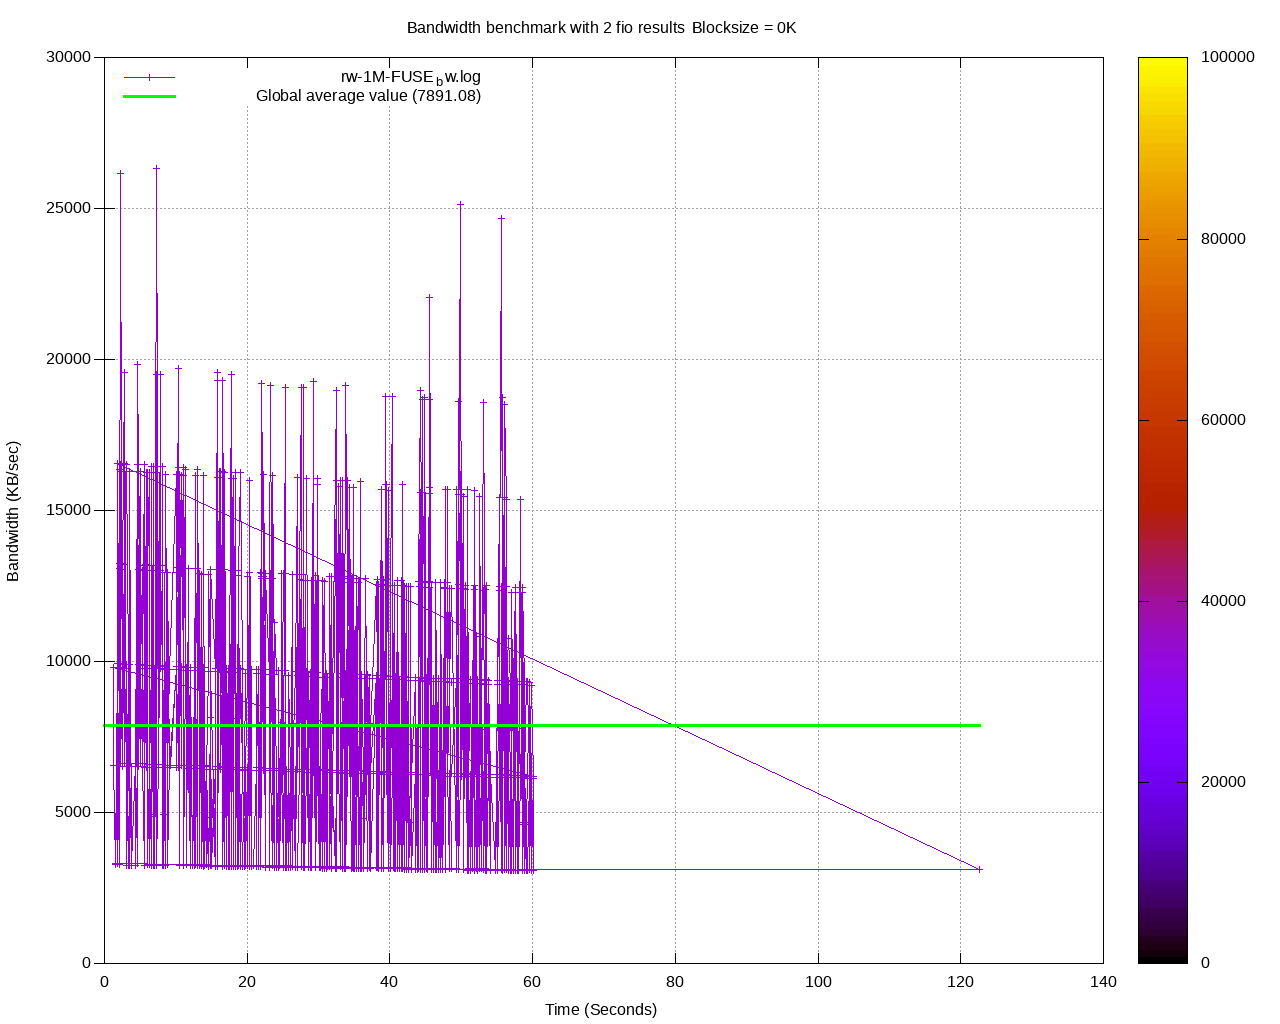 Bandwidth benchmark with 2 fio results Blocksize = 0K
rw-1M-FUSE_bw.log
Global average value (7891.08)
30000
25000
20000
15000
10000
5000
0
Bandwidth (KB/sec)
0 20 40 60 80 100 120 140
Time (Seconds)
100000
80000
60000
40000
20000
0